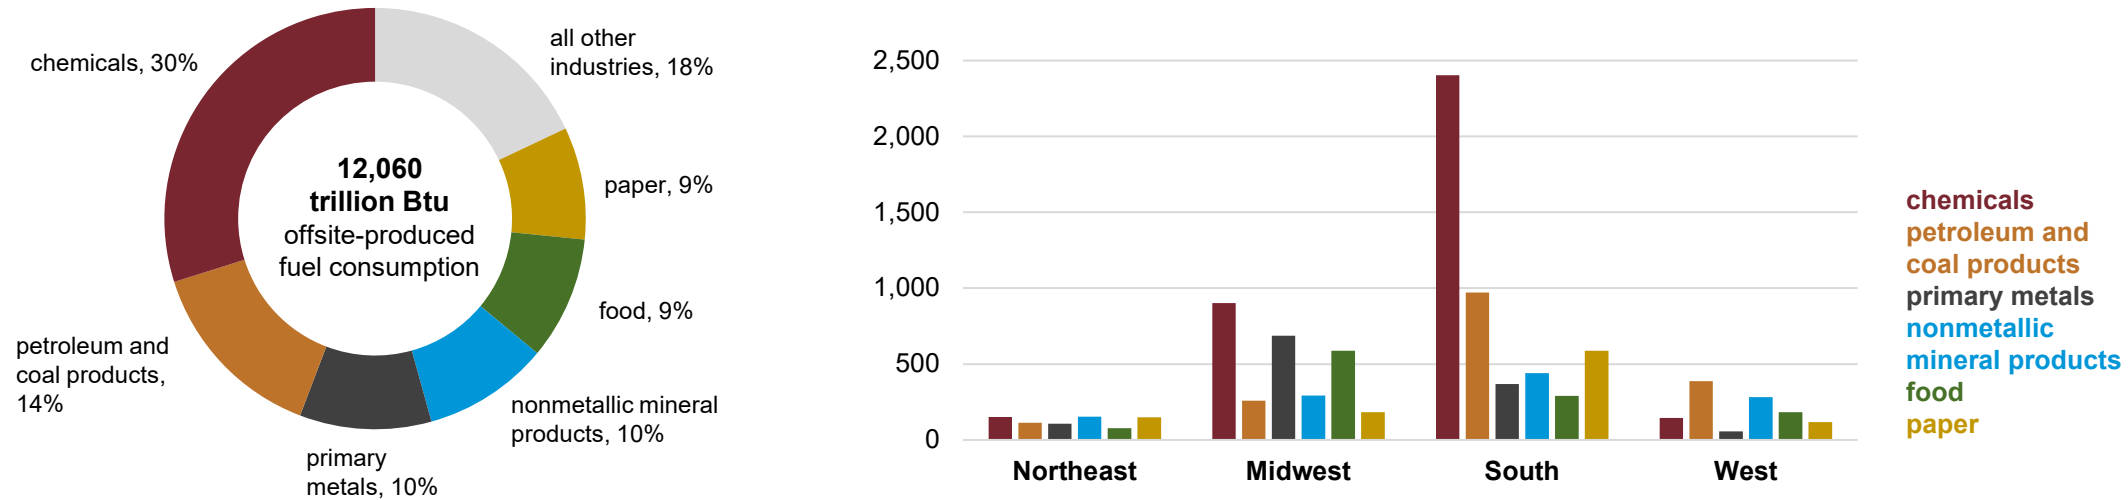 chemicals, 30%
all other
industries, 18%
paper, 9%
food, 9%
nonmetallic mineral
products, 10%
primary
metals, 10%
petroleum and
coal products,
14%
12,060
trillion Btu
offsite-produced
fuel consumption
2,500
2,000
1,500
1,000
500
0
Northeast
Midwest
South
West
chemicals
petroleum and
coal products
primary metals
nonmetallic
mineral products
food
paper